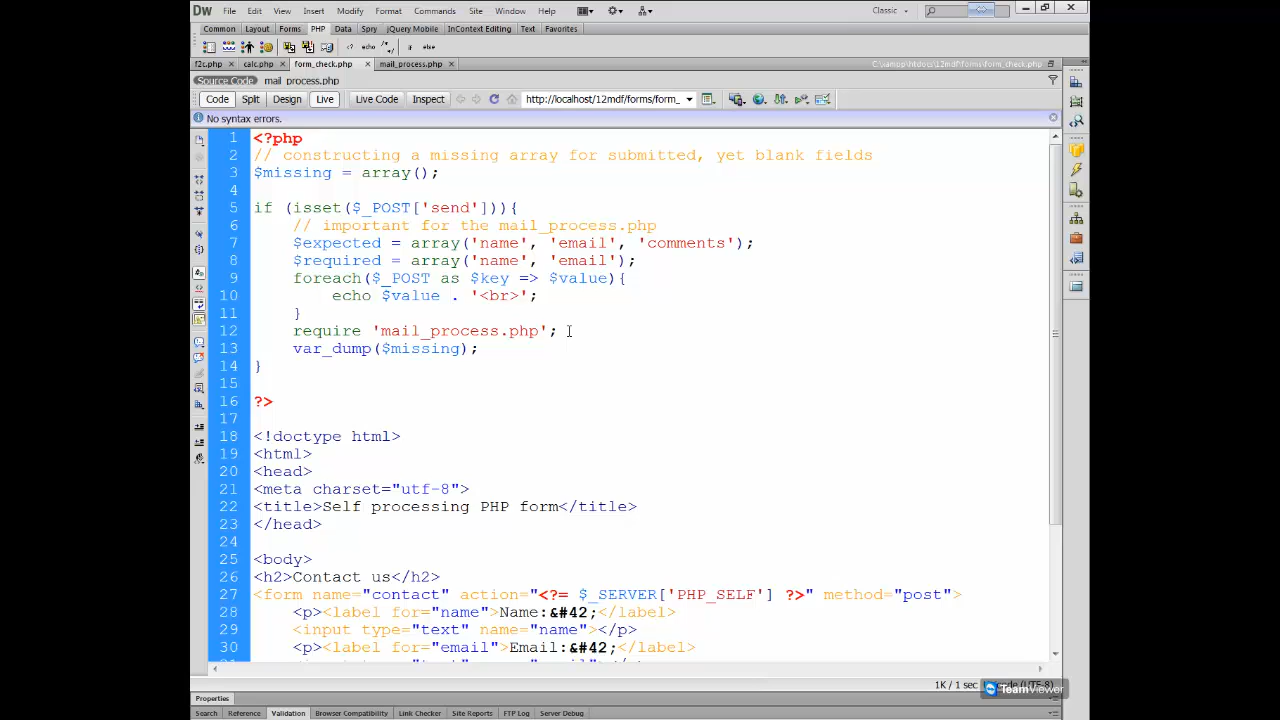 Dw File Edit View Insert Modify Format Commands Site Window Help Classic
Common Layout Forms PHP Data Spry jQuery Mobile InContext Editing Text Favorites
<? echo /* */ if else
f2c.php × calc.php × form_check.php × mail_process.php × C:\xampp\htdocs\12mdf\forms\form_check.php
Source Code mail_process.php
Code Split Design Live Live Code Inspect http://localhost/12mdf/forms/form_
No syntax errors.
1 <?php
2 // constructing a missing array for submitted, yet blank fields
3 $missing = array();
4
5 if (isset($_POST['send'])){
6 // important for the mail_process.php
7 $expected = array('name', 'email', 'comments');
8 $required = array('name', 'email');
9 foreach($_POST as $key => $value){
10 echo $value . '<br>';
11 }
12 require 'mail_process.php';
13 var_dump($missing);
14 }
15
16 ?>
17
18 <!doctype html>
19 <html>
20 <head>
21 <meta charset="utf-8">
22 <title>Self processing PHP form</title>
23 </head>
24
25 <body>
26 <h2>Contact us</h2>
27 <form name="contact" action="<?= $_SERVER['PHP_SELF'] ?>" method="post">
28 <p><label for="name">Name:&#42;</label>
29 <input type="text" name="name"></p>
30 <p><label for="email">Email:&#42;</label>
1K / 1 sec (UTF-8)
TeamViewer
Properties
Search Reference Validation Browser Compatibility Link Checker Site Reports FTP Log Server Debug